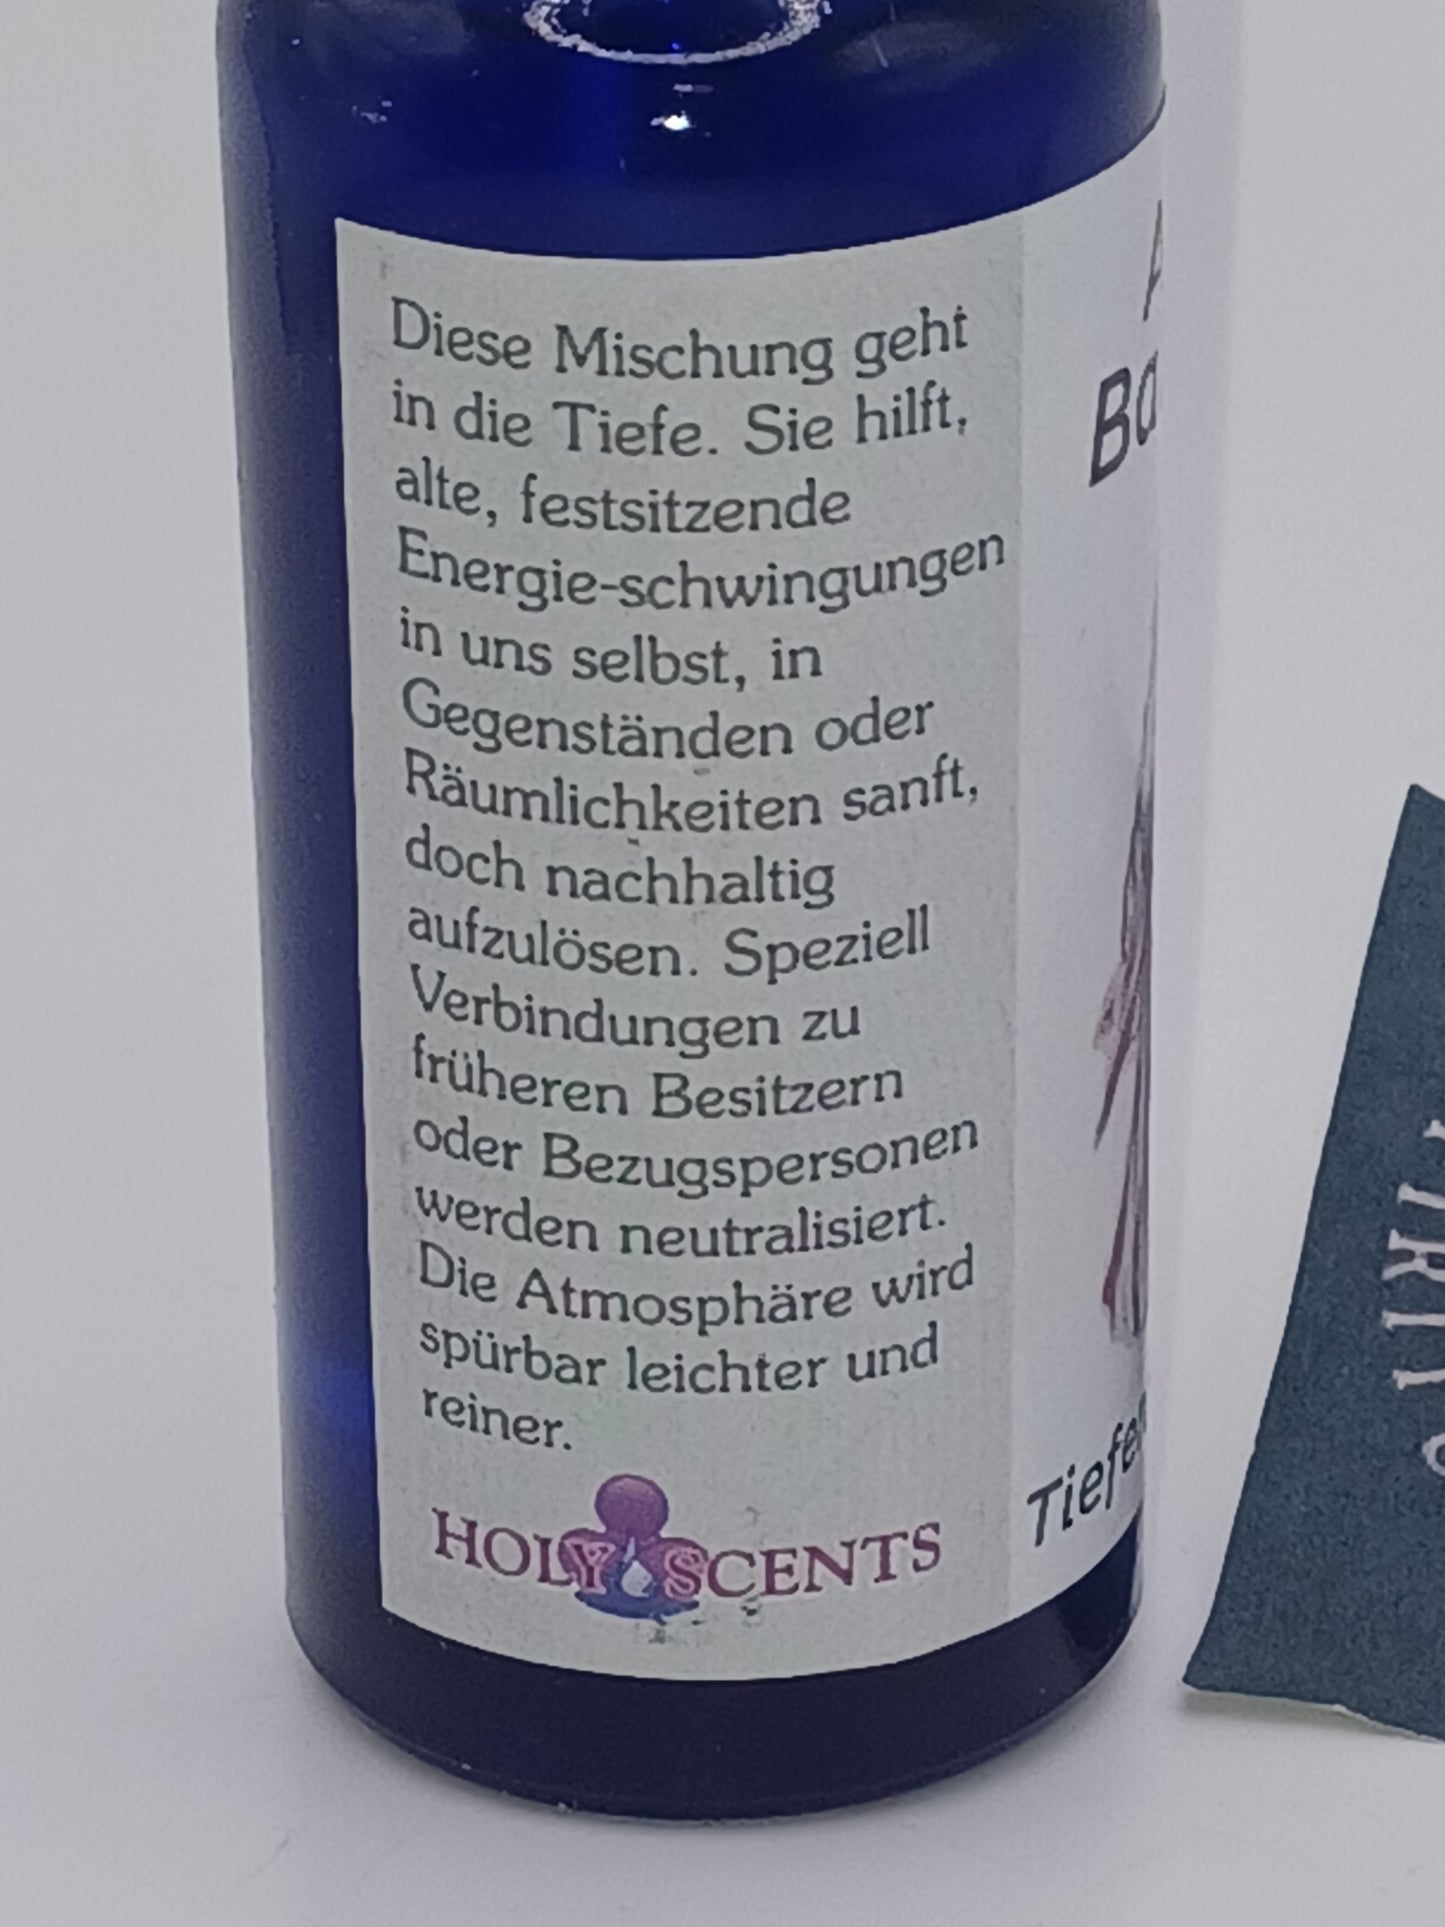 Diese Mischung geht
in die Tiefe. Sie hilft,
alte, festsitzende
Energie-schwingungen
in uns selbst, in
Gegenständen oder
Räumlichkeiten sanft,
doch nachhaltig
aufzulösen. Speziell
Verbindungen zu
früheren Besitzern
oder Bezugspersonen
werden neutralisiert.
Die Atmosphäre wird
spürbar leichter und
reiner.
HOLY SCENTS